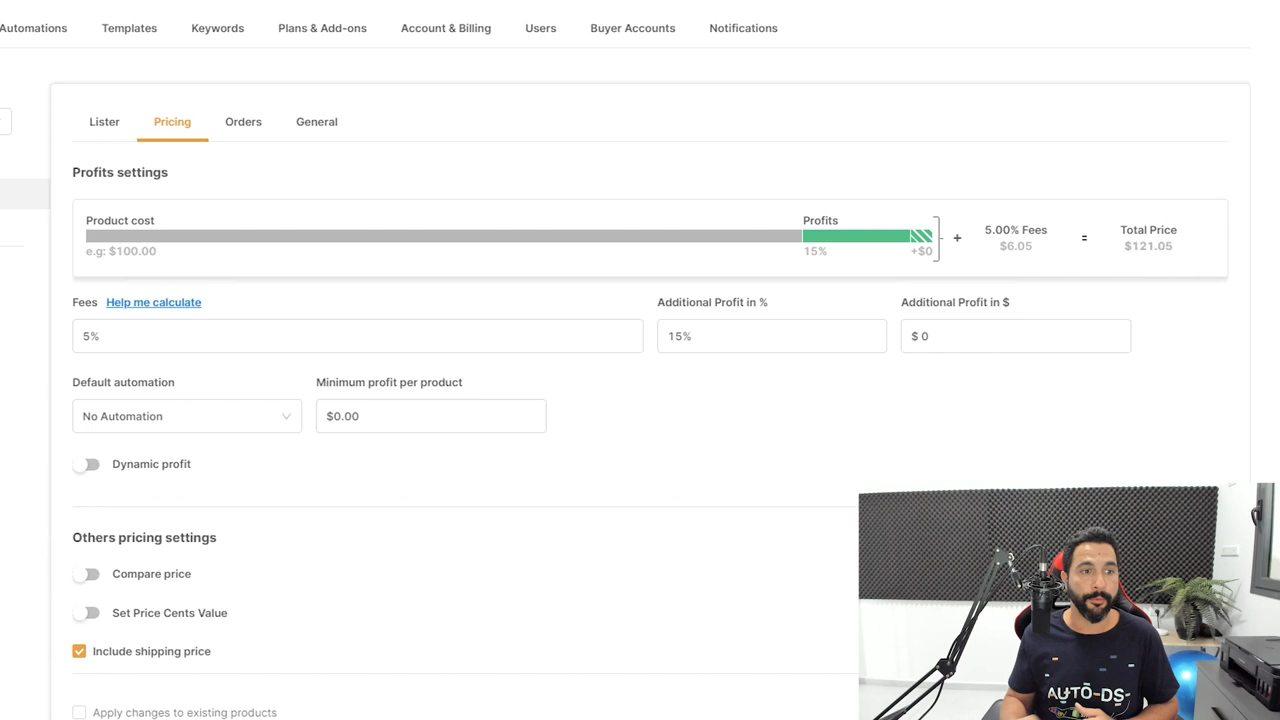 Automations Templates Keywords Plans & Add-ons Account & Billing Users Buyer Accounts Notifications
Lister Pricing Orders General
Profits settings
Product cost Profits
e.g: $100.00 15% +$0
+ 5.00% Fees = Total Price
$6.05 $121.05
Fees Help me calculate Additional Profit in % Additional Profit in $
5% 15% $ 0
Default automation Minimum profit per product
No Automation $0.00
Dynamic profit
Others pricing settings
Compare price
Set Price Cents Value
Include shipping price
Apply changes to existing products
AUTO-DS